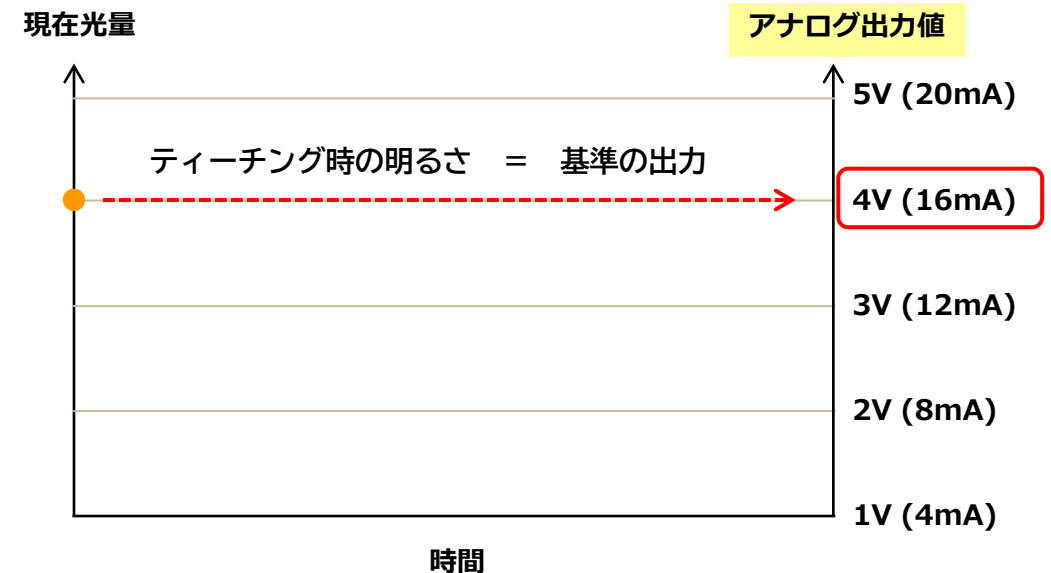 現在光量
アナログ出力値
5V (20mA)
ティーチング時の明るさ ＝ 基準の出力
4V (16mA)
3V (12mA)
2V (8mA)
1V (4mA)
時間